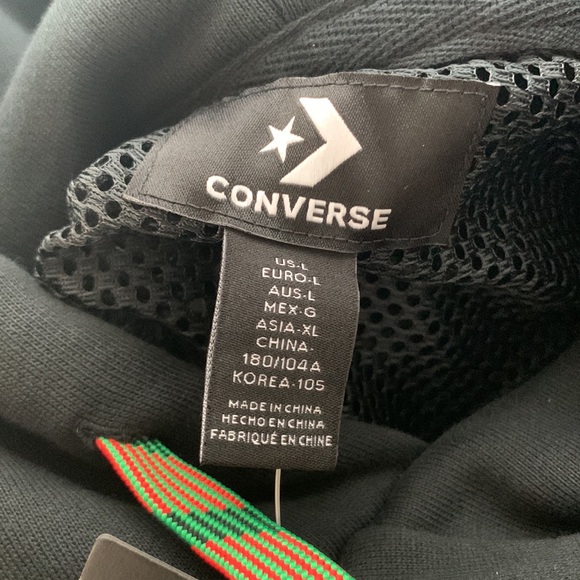 CONVERSE
US-L
EURO-L
AUS-L
MEX-G
ASIA-XL
CHINA-
180/104A
KOREA-105
MADE IN CHINA
HECHO EN CHINA
FABRIQUÉ EN CHINE